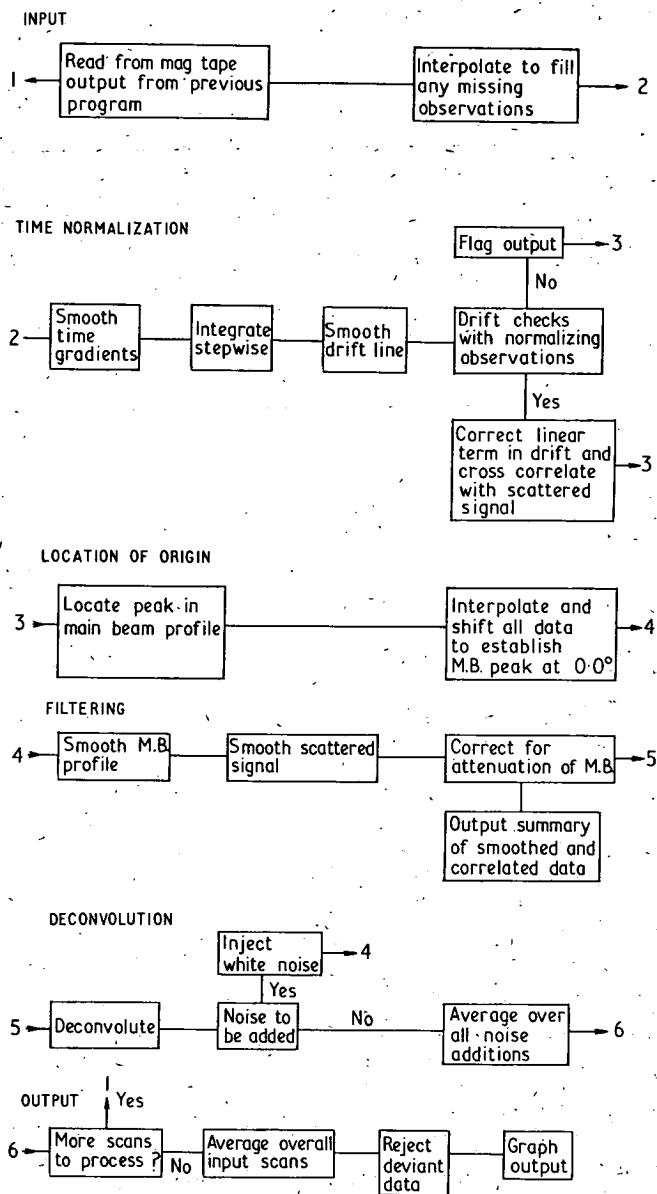 INPUT
1
Read from mag tape
output from previous
program
Interpolate to fill
any missing
observations
2
TIME NORMALIZATION
Flag output
3
No
2
Smooth
time
gradients
Integrate
stepwise
Smooth
drift line
Drift checks
with normalizing
observations
Yes
Correct linear
term in drift and
cross correlate
with scattered
signal
3
LOCATION OF ORIGIN
3
Locate peak in
main beam profile
Interpolate and
shift all data
to establish
M.B. peak at 0·0°
4
FILTERING
4
Smooth M.B.
profile
Smooth scattered
signal
Correct for
attenuation of M.B.
5
Output summary
of smoothed and
correlated data
DECONVOLUTION
Inject
white noise
4
Yes
5
Deconvolute
Noise to
be added
No
Average over
all noise
additions
6
OUTPUT
1
Yes
6
More scans
to process?
No
Average overall
input scans
Reject
deviant
data
Graph
output